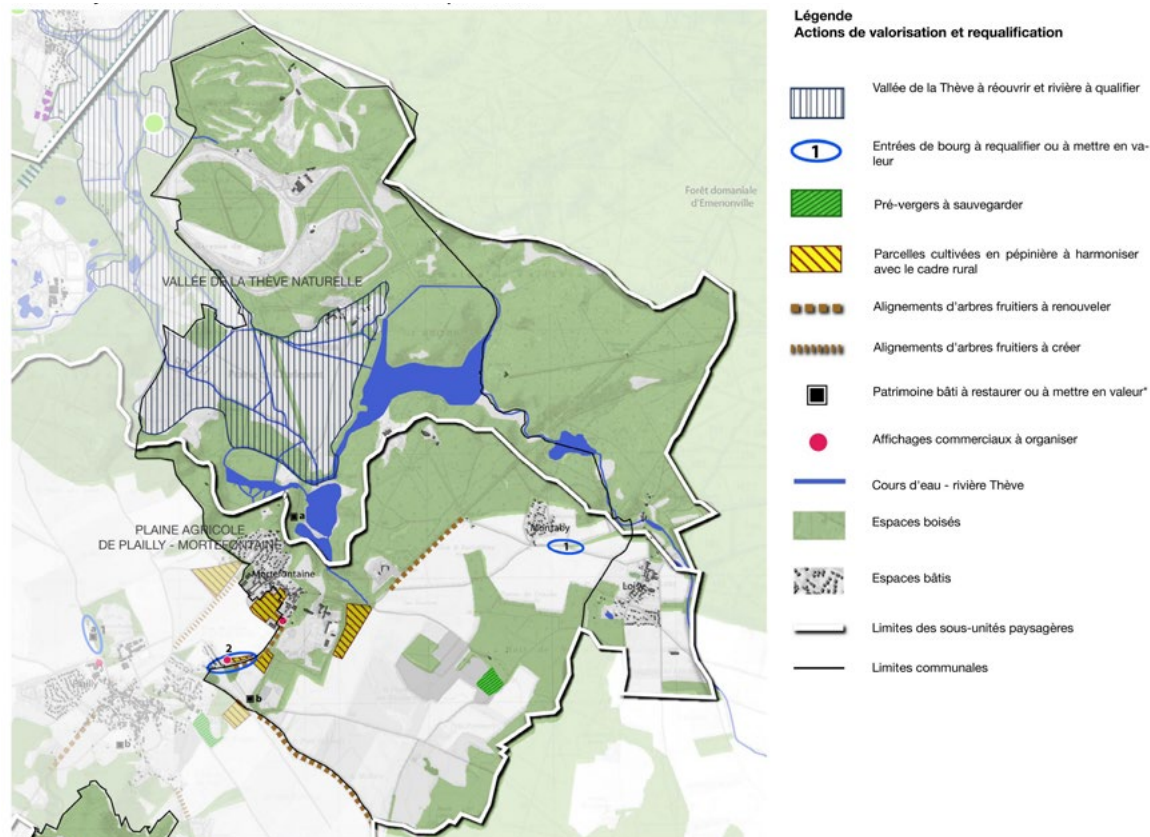 Légende
Actions de valorisation et requalification
Vallée de la Thève à réouvrir et rivière à qualifier
1
Entrées de bourg à requalifier ou à mettre en va-
leur
Pré-vergers à sauvegarder
Parcelles cultivées en pépinière à harmoniser
avec le cadre rural
Alignements d'arbres fruitiers à renouveler
Alignements d'arbres fruitiers à créer
Patrimoine bâti à restaurer ou à mettre en valeur*
Affichages commerciaux à organiser
Cours d'eau - rivière Thève
Espaces boisés
Espaces bâtis
Limites des sous-unités paysagères
Limites communales
Forêt domaniale
d'Ermenonville
VALLÉE DE LA THÈVE NATURELLE
a
PLAINE AGRICOLE
DE PLAILLY - MORTEFONTAINE
Montaby
1
Mortefontaine
2
a
Plailly
b
b